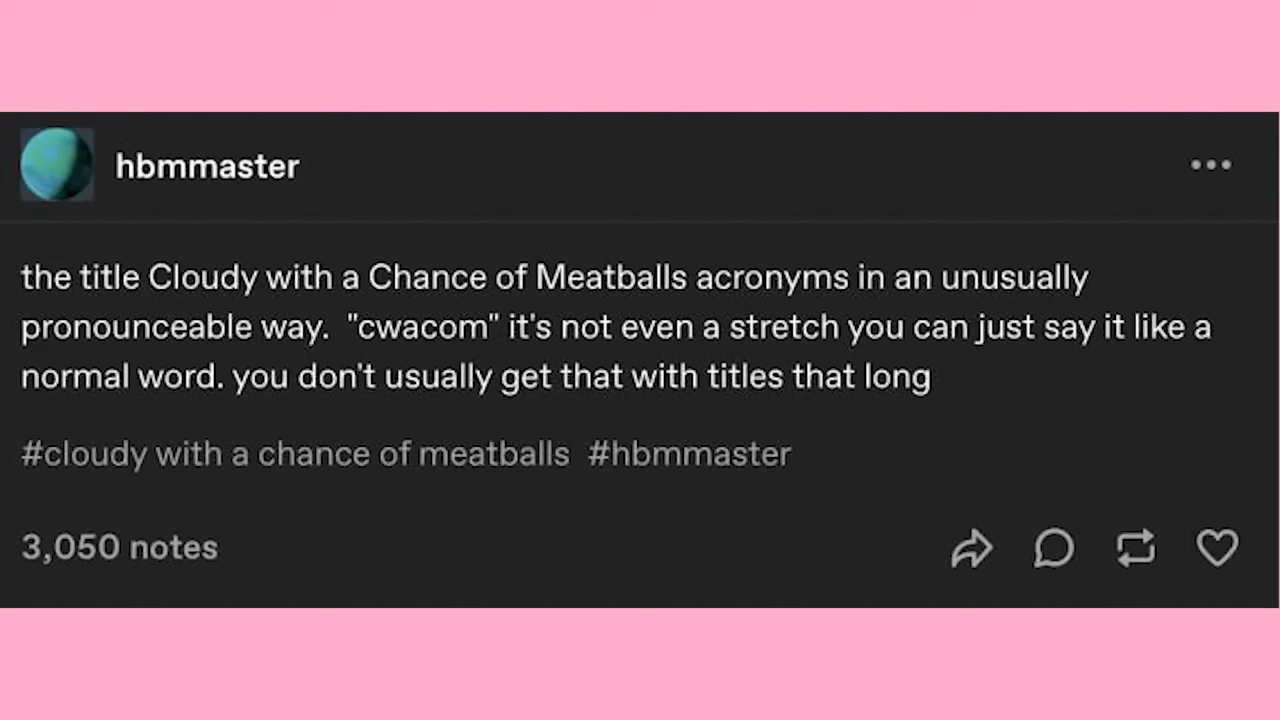 hbmmaster
the title Cloudy with a Chance of Meatballs acronyms in an unusually
pronounceable way.  "cwacom" it's not even a stretch you can just say it like a
normal word. you don't usually get that with titles that long
#cloudy with a chance of meatballs  #hbmmaster
3,050 notes